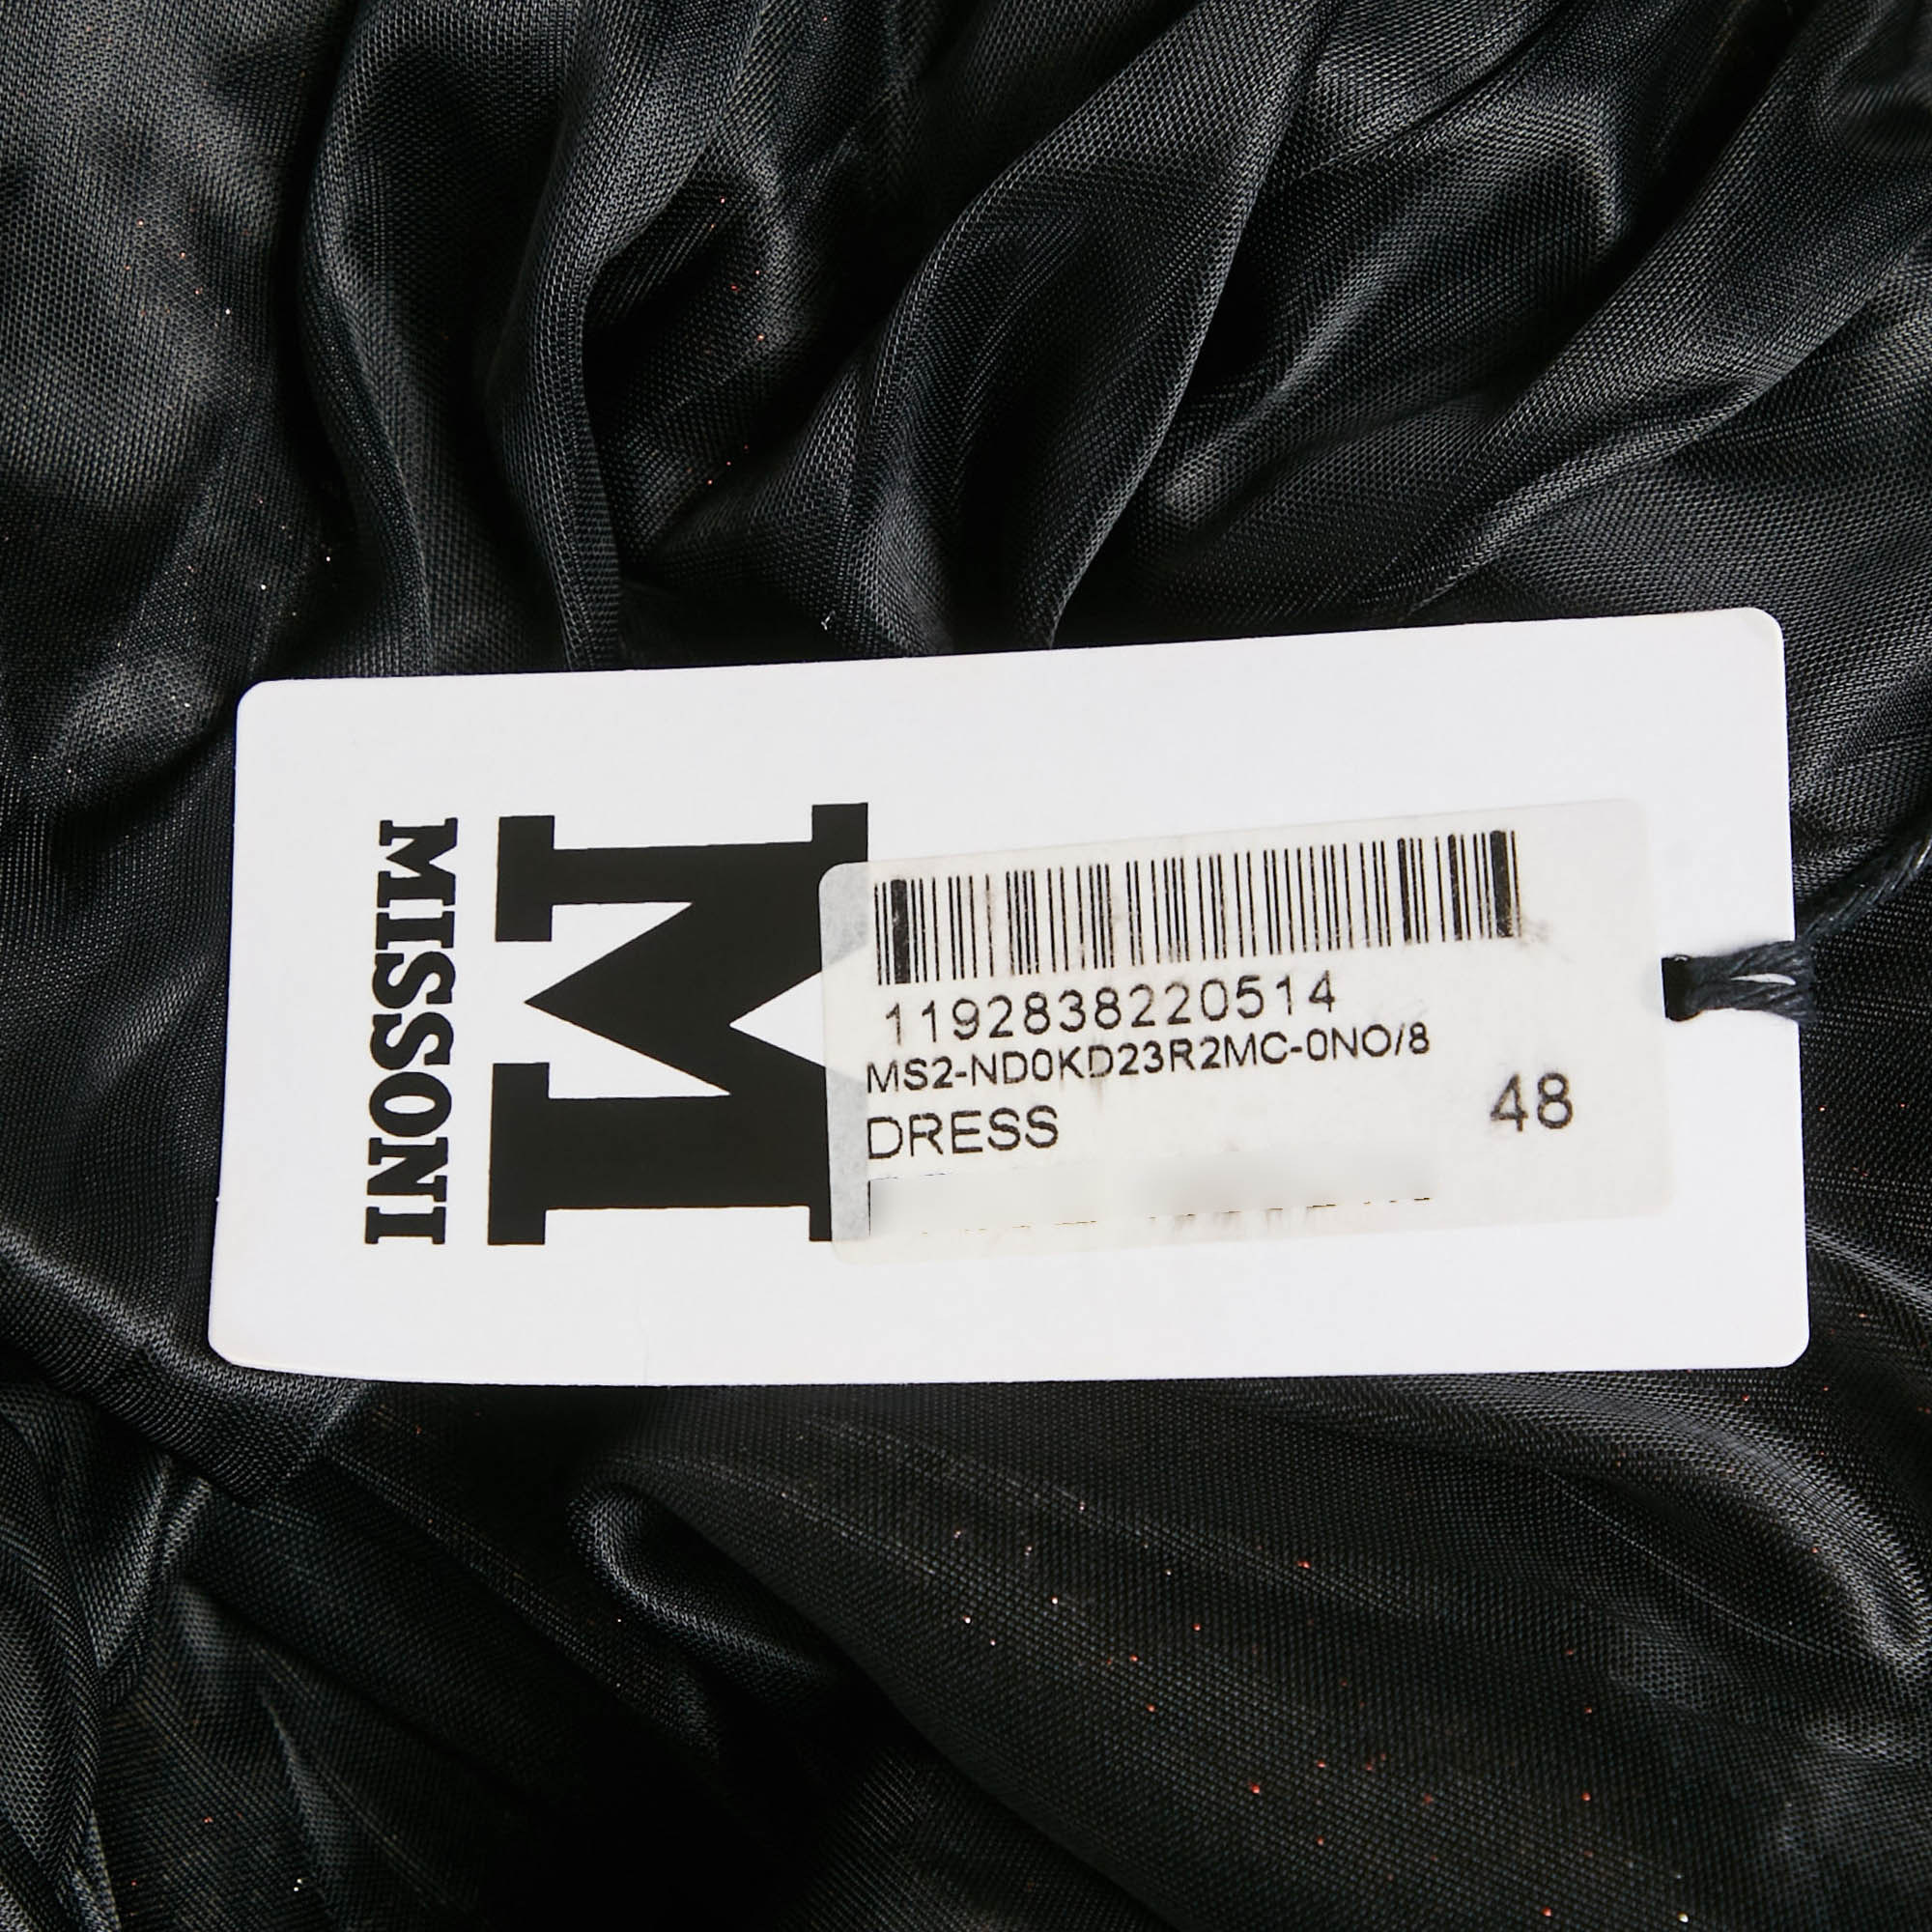 M
MISSONI
1192838220514
MS2-ND0KD23R2MC-0NO/8
DRESS 48